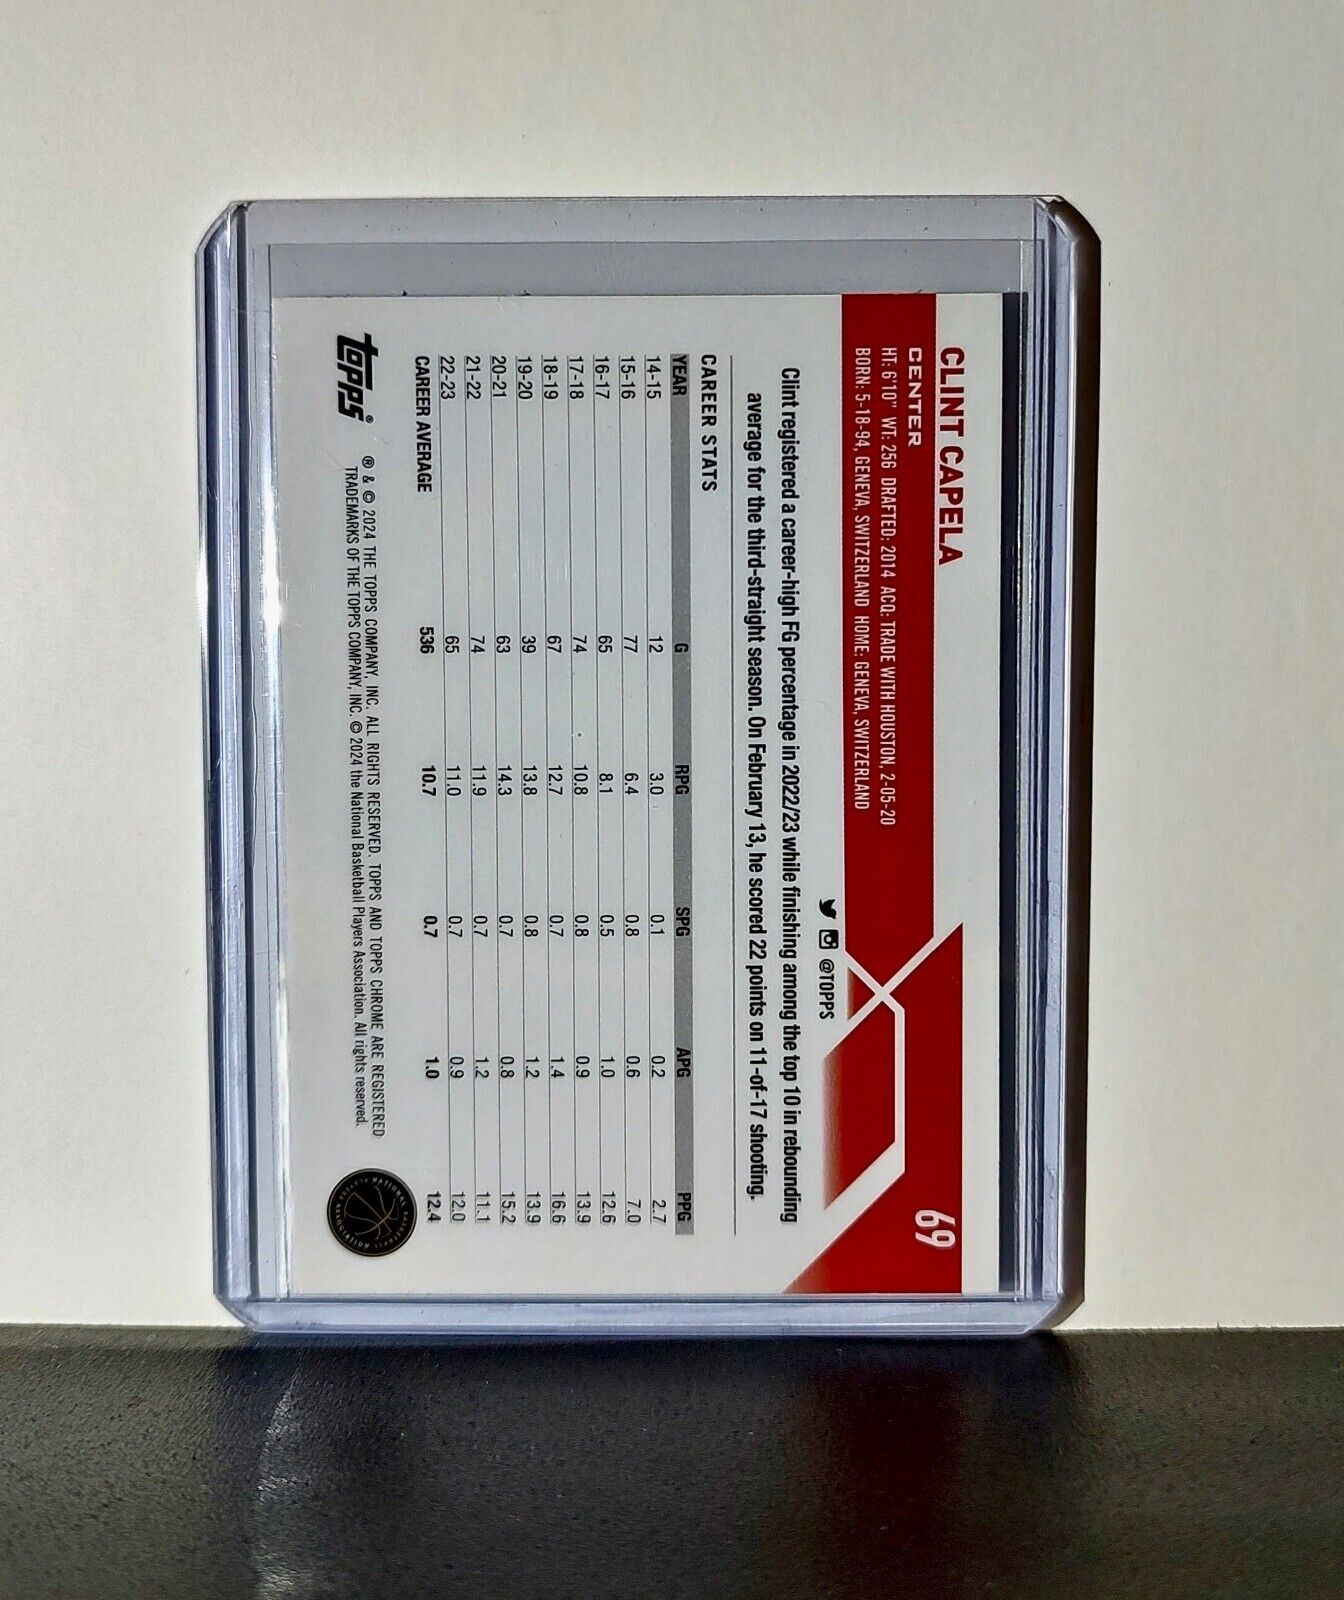 CLINT CAPELA
69
CENTER
HT: 6'10" WT: 256 DRAFTED: 2014 ACQ: TRADE WITH HOUSTON, 2-05-20
BORN: 5-18-94, GENEVA, SWITZERLAND HOME: GENEVA, SWITZERLAND
@TOPPS
Clint registered a career-high FG percentage in 2022/23 while finishing among the top 10 in rebounding
average for the third-straight season. On February 13, he scored 22 points on 11-of-17 shooting.
CAREER STATS
YEAR G RPG SPG APG PPG
14-15 12 3.0 0.1 0.2 2.7
15-16 77 6.4 0.8 0.6 7.0
16-17 65 8.1 0.5 1.0 12.6
17-18 74 10.8 0.8 0.9 13.9
18-19 67 12.7 0.7 1.4 16.6
19-20 39 13.8 0.8 1.2 13.9
20-21 63 14.3 0.7 0.8 15.2
21-22 74 11.9 0.7 1.2 11.1
22-23 65 11.0 0.7 0.9 12.0
CAREER AVERAGE 536 10.7 0.7 1.0 12.4
topps®
® & © 2024 THE TOPPS COMPANY, INC. ALL RIGHTS RESERVED. TOPPS AND TOPPS CHROME ARE REGISTERED
TRADEMARKS OF THE TOPPS COMPANY, INC. © 2024 the National Basketball Players Association. All rights reserved.
NATIONAL BASKETBALL
PLAYERS ASSOCIATION